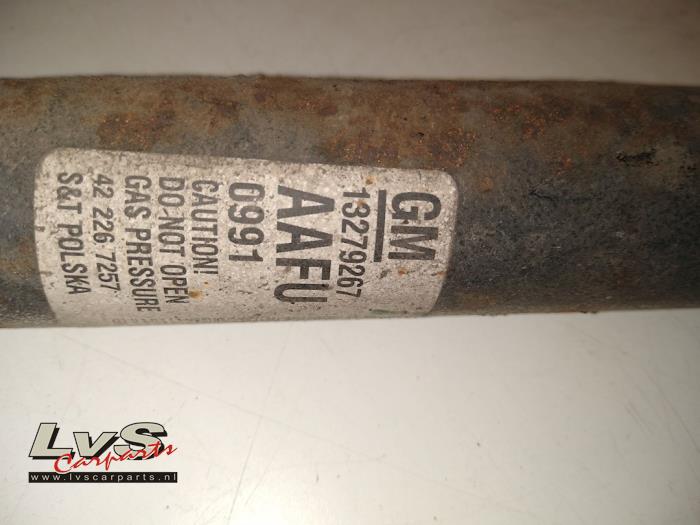 GM
13279267
AAFU
0991
CAUTION!
DO NOT OPEN
GAS PRESSURE
42 226 7257
S&T POLSKA
LvS
Carparts
www.lvscarparts.nl